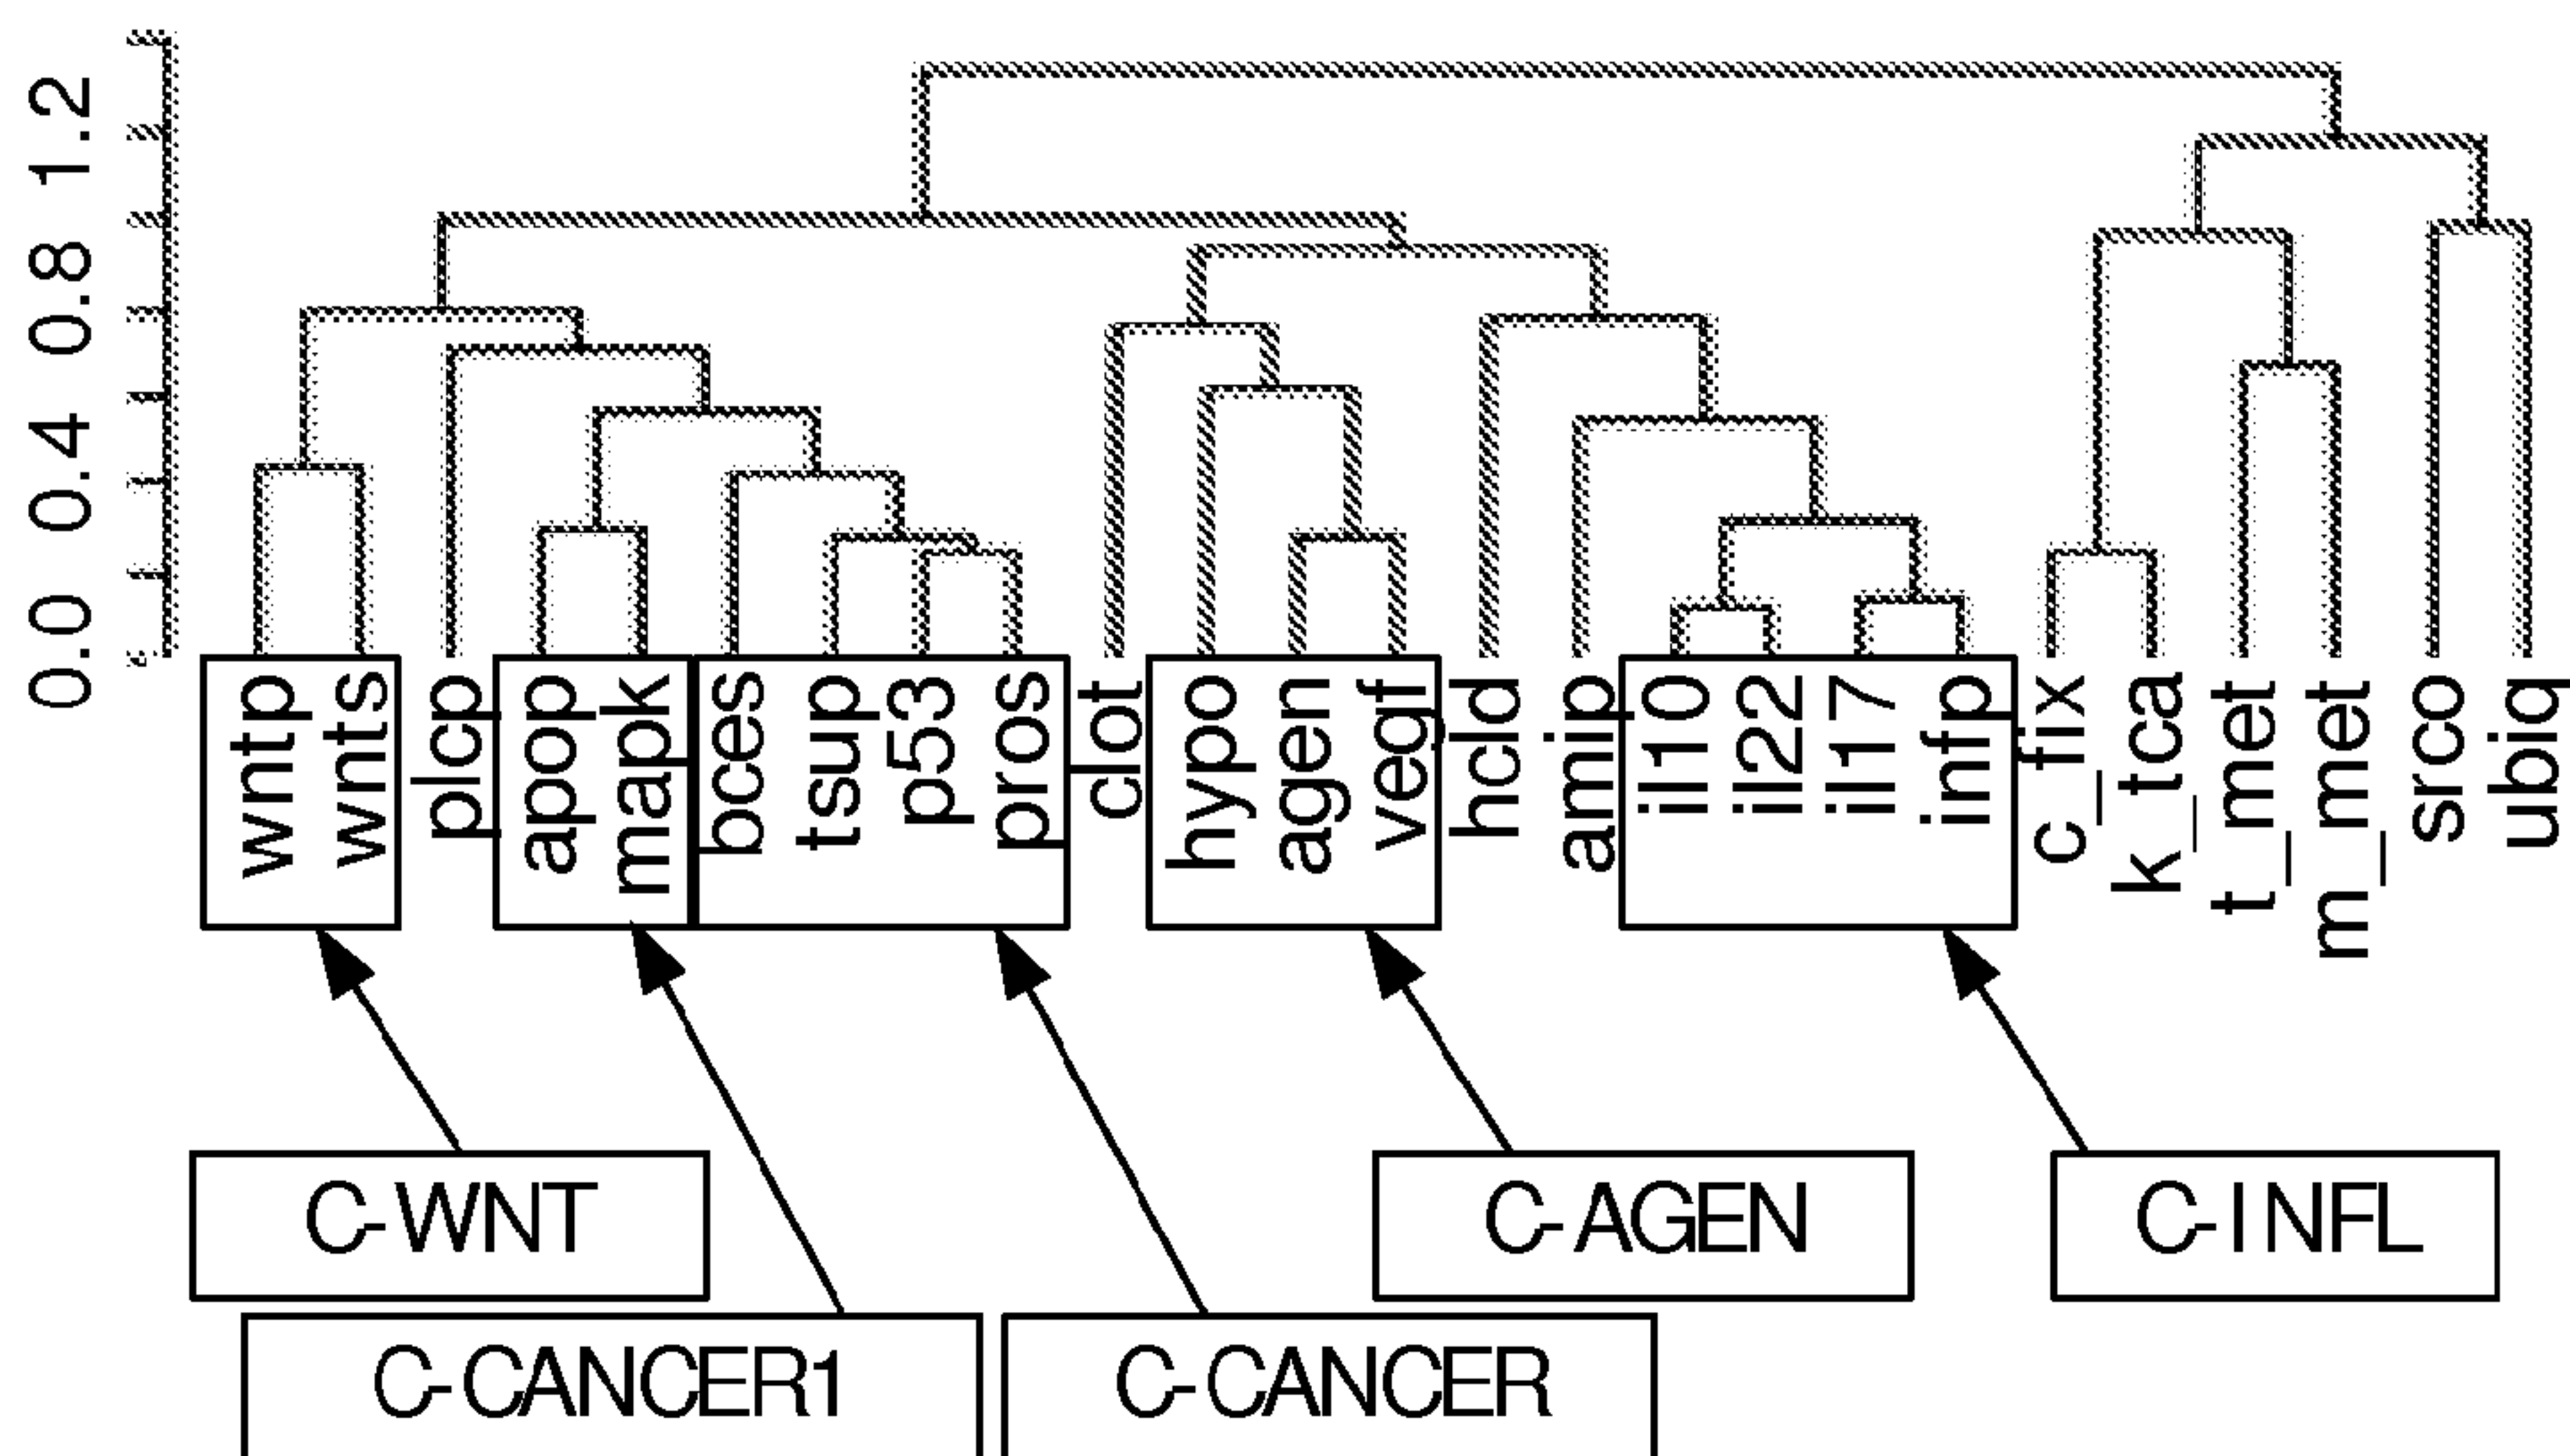 1.2
0.8
0.4
0.0
wntp
wnts
plcp
apop
mapk
bces
tsup
p53
pros
clot
hypo
agen
vegf
hcld
amip
il10
il22
il17
infp
c_fix
k_tca
t_met
m_met
srco
ubiq
C-WNT
C-AGEN
C-INFL
C-CANCER1
C-CANCER